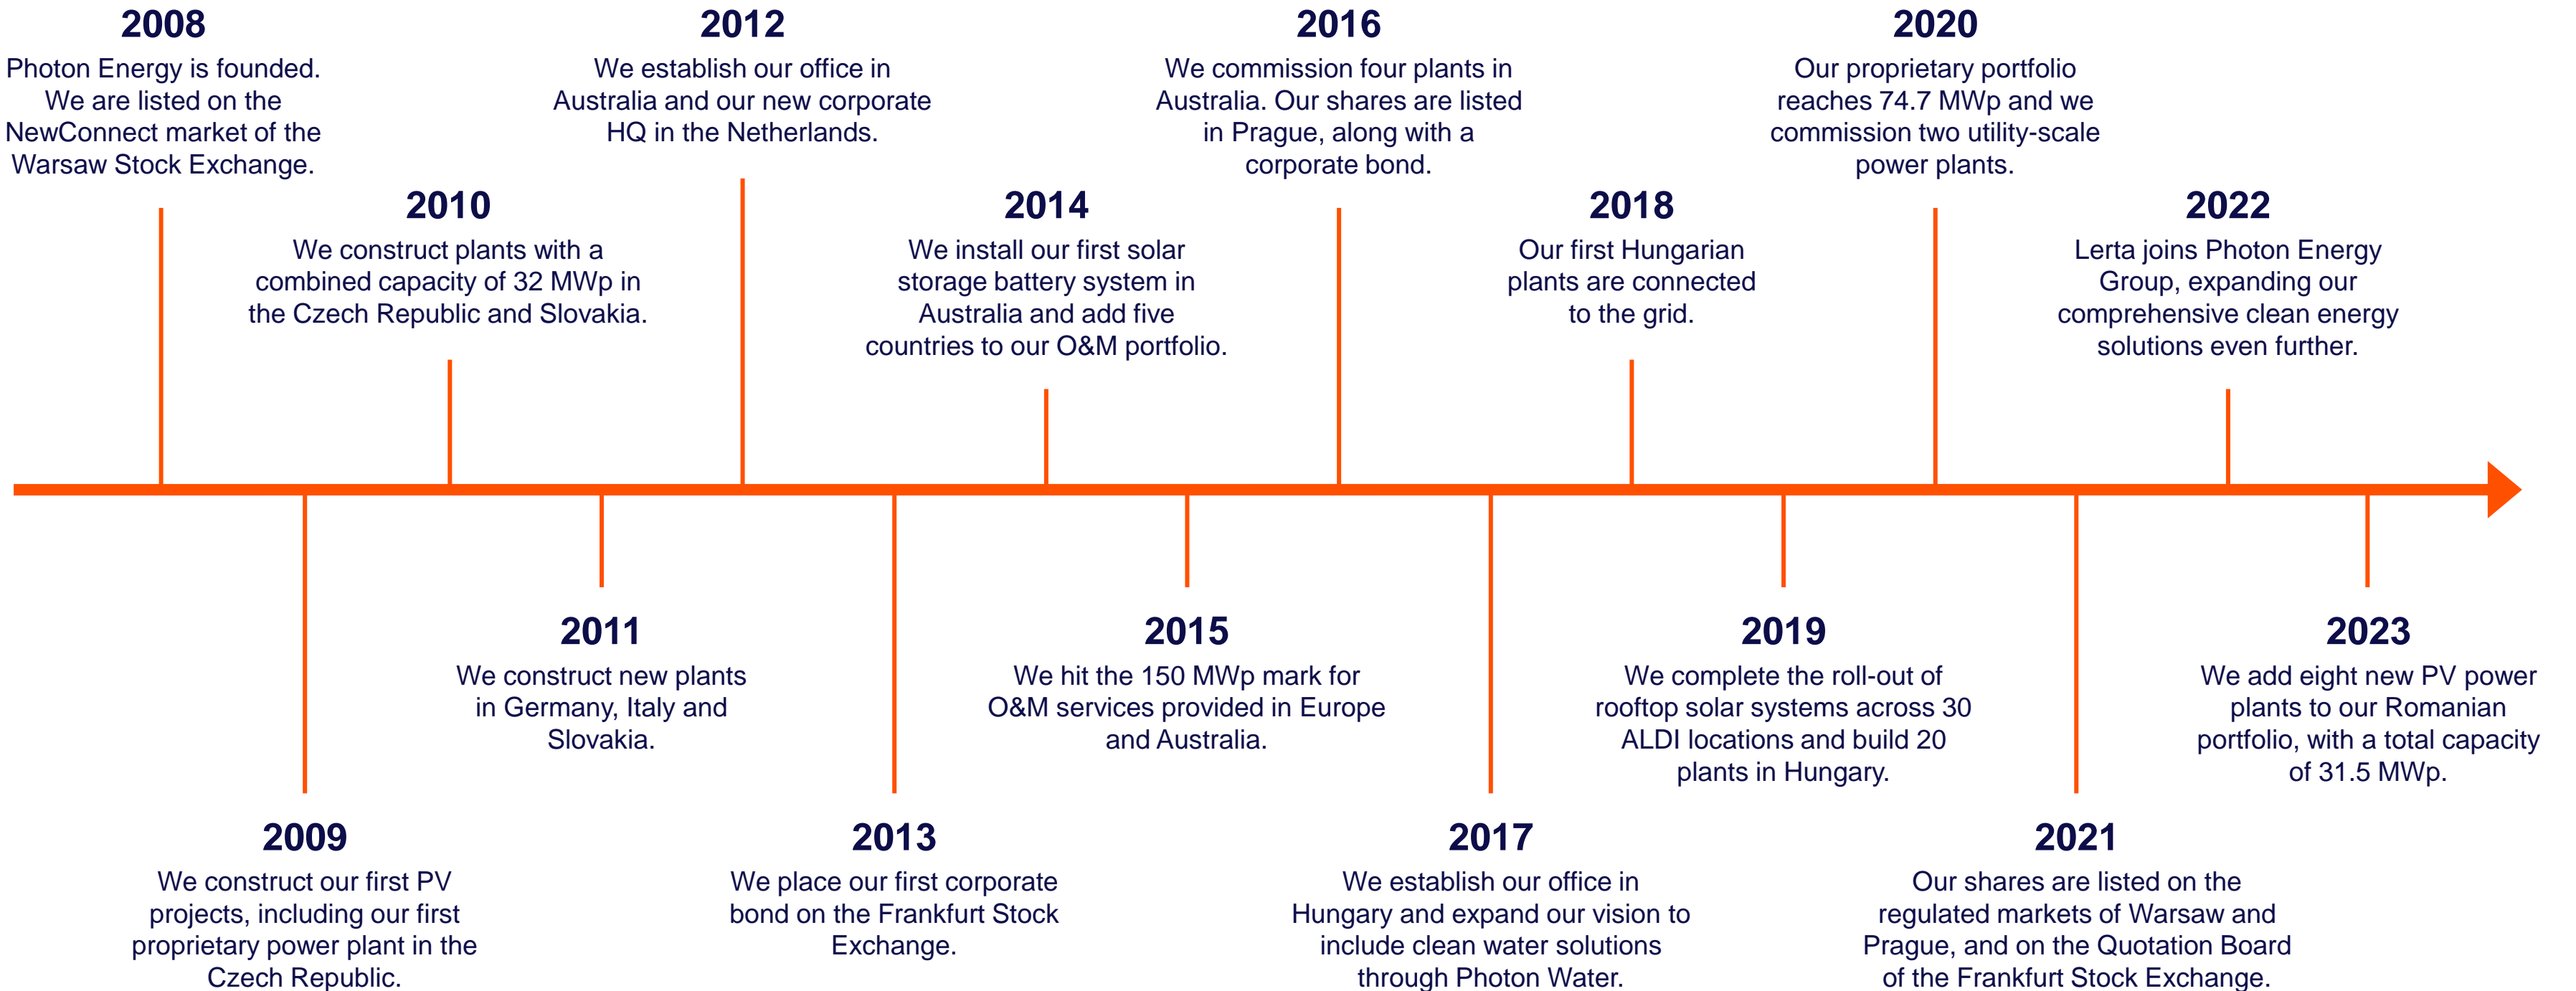 2008
Photon Energy is founded.
We are listed on the
NewConnect market of the
Warsaw Stock Exchange.
2009
We construct our first PV
projects, including our first
proprietary power plant in the
Czech Republic.
2010
We construct plants with a
combined capacity of 32 MWp in
the Czech Republic and Slovakia.
2011
We construct new plants
in Germany, Italy and
Slovakia.
2012
We establish our office in
Australia and our new corporate
HQ in the Netherlands.
2013
We place our first corporate
bond on the Frankfurt Stock
Exchange.
2014
We install our first solar
storage battery system in
Australia and add five
countries to our O&M portfolio.
2015
We hit the 150 MWp mark for
O&M services provided in Europe
and Australia.
2016
We commission four plants in
Australia. Our shares are listed
in Prague, along with a
corporate bond.
2017
We establish our office in
Hungary and expand our vision to
include clean water solutions
through Photon Water.
2018
Our first Hungarian
plants are connected
to the grid.
2019
We complete the roll-out of
rooftop solar systems across 30
ALDI locations and build 20
plants in Hungary.
2020
Our proprietary portfolio
reaches 74.7 MWp and we
commission two utility-scale
power plants.
2021
Our shares are listed on the
regulated markets of Warsaw and
Prague, and on the Quotation Board
of the Frankfurt Stock Exchange.
2022
Lerta joins Photon Energy
Group, expanding our
comprehensive clean energy
solutions even further.
2023
We add eight new PV power
plants to our Romanian
portfolio, with a total capacity
of 31.5 MWp.